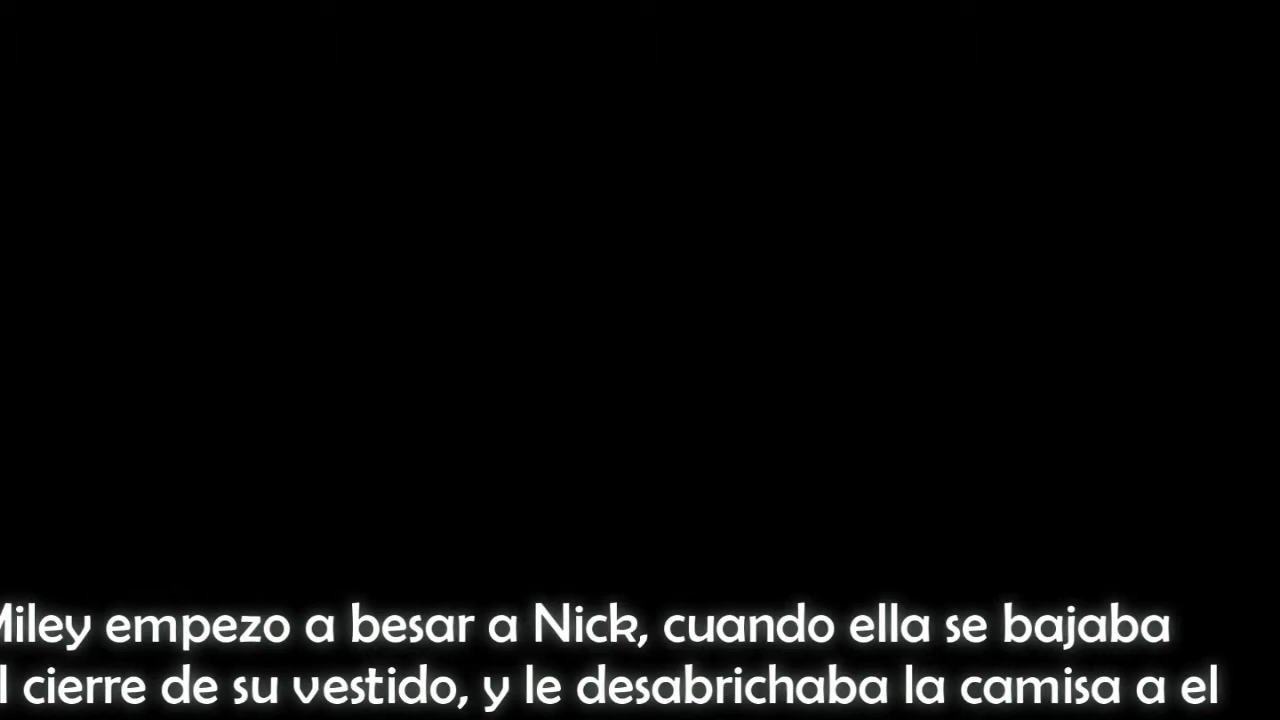 Miley empezo a besar a Nick, cuando ella se bajaba
l cierre de su vestido, y le desabrichaba la camisa a el